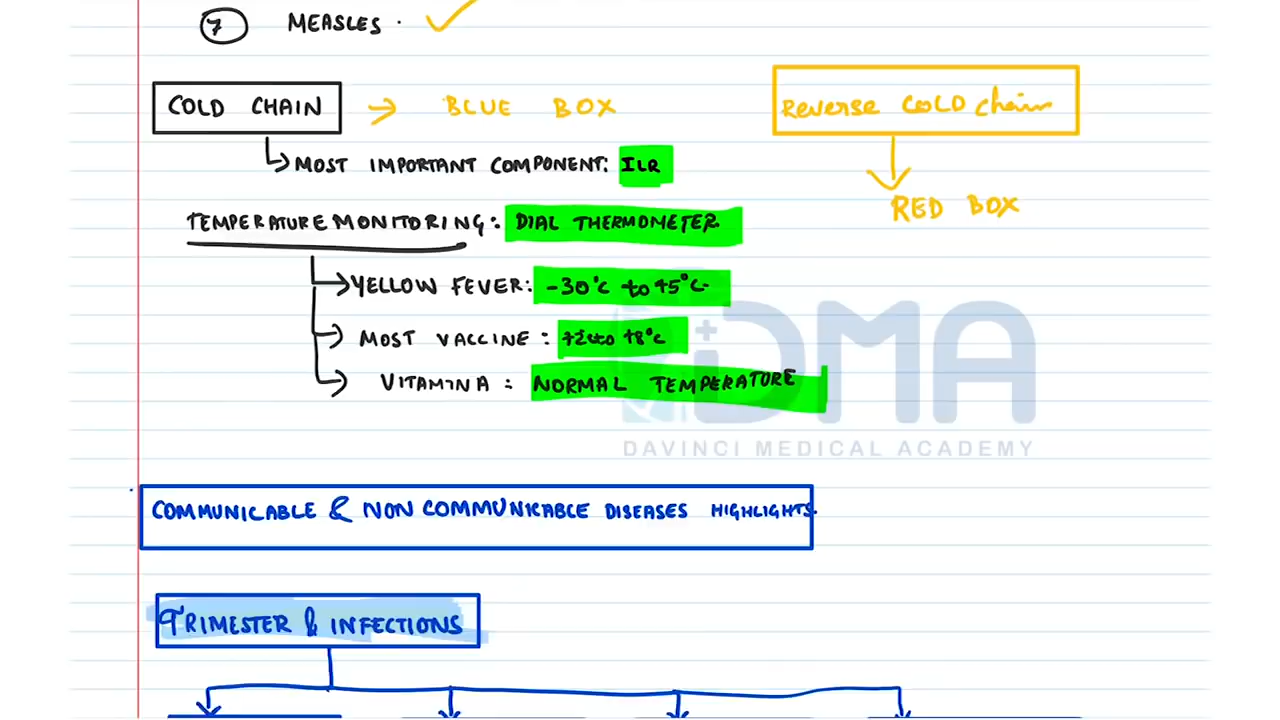 7 MEASLES.
COLD CHAIN → BLUE BOX
Reverse COLD Chain
MOST IMPORTANT COMPONENT: ILR
RED BOX
TEMPERATURE MONITORING: DIAL THERMOMETER
YELLOW FEVER: -30°C to +5°C
MOST VACCINE : +2 to +8°C
VITAMIN A : NORMAL TEMPERATURE
DMA
DAVINCI MEDICAL ACADEMY
COMMUNICABLE & NON COMMUNICABLE DISEASES HIGHLIGHTS.
TRIMESTER & INFECTIONS